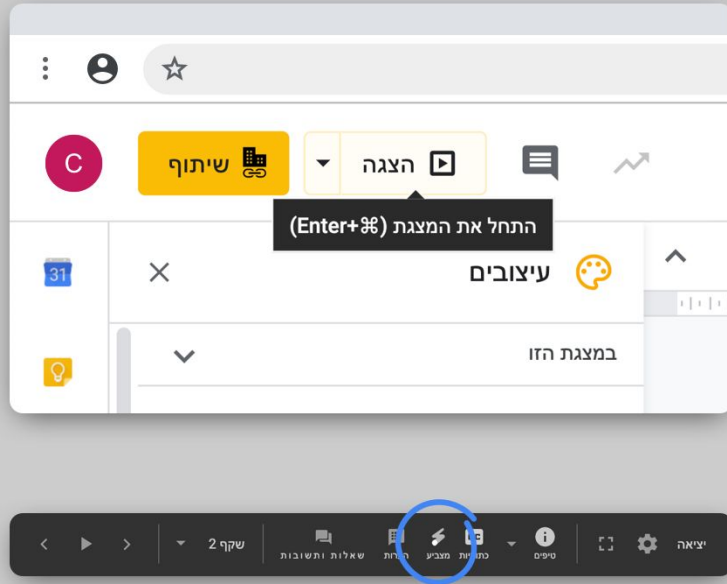 C
שיתוף
הצגה
התחל את המצגת (⌘+Enter)
31
עיצובים
במצגת הזו
יציאה
טיפים
כתוביות
מצביע
הערות
שאלות ותשובות
שקף 2